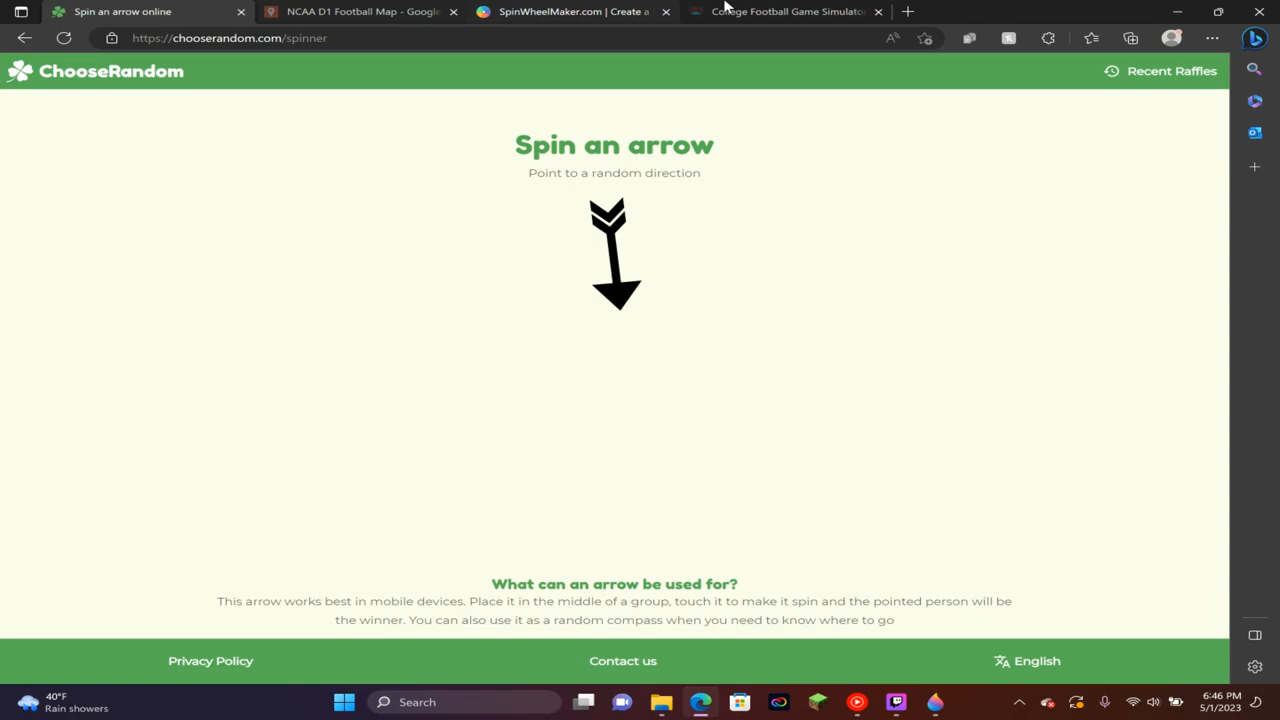 Spin an arrow online
NCAA D1 Football Map - Google
SpinWheelMaker.com | Create a
College Football Game Simulator
https://chooserandom.com/spinner
ChooseRandom
Recent Raffles
Spin an arrow
Point to a random direction
What can an arrow be used for?
This arrow works best in mobile devices. Place it in the middle of a group, touch it to make it spin and the pointed person will be
the winner. You can also use it as a random compass when you need to know where to go
Privacy Policy
Contact us
English
40°F
Rain showers
Search
6:46 PM
5/1/2023